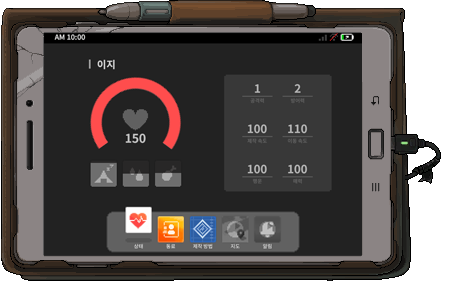 AM 10:00
이지
150
1 2
공격력 방어력
100 110
제작 속도 이동 속도
100 100
행운 매력
상태 동료 제작 방법 지도 알림